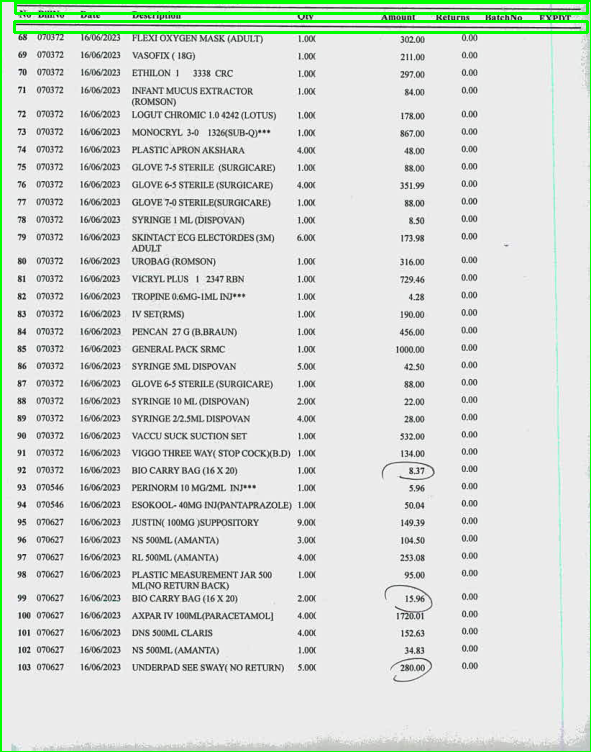 No BillNo Date Description Qty Amount Returns BatchNo EXPDT
68 070372 16/06/2023 FLEXI OXYGEN MASK (ADULT) 1.00( 302.00 0.00
69 070372 16/06/2023 VASOFIX ( 18G) 1.00( 211.00 0.00
70 070372 16/06/2023 ETHILON 1 3338 CRC 1.00( 297.00 0.00
71 070372 16/06/2023 INFANT MUCUS EXTRACTOR 1.00( 84.00 0.00
(ROMSON)
72 070372 16/06/2023 LOGUT CHROMIC 1.0 4242 (LOTUS) 1.00( 178.00 0.00
73 070372 16/06/2023 MONOCRYL 3-0 1326(SUB-Q)*** 1.00( 867.00 0.00
74 070372 16/06/2023 PLASTIC APRON AKSHARA 4.00( 48.00 0.00
75 070372 16/06/2023 GLOVE 7-5 STERILE (SURGICARE) 1.00( 88.00 0.00
76 070372 16/06/2023 GLOVE 6-5 STERILE (SURGICARE) 4.00( 351.99 0.00
77 070372 16/06/2023 GLOVE 7-0 STERILE(SURGICARE) 1.00( 88.00 0.00
78 070372 16/06/2023 SYRINGE 1 ML (DISPOVAN) 1.00( 8.50 0.00
79 070372 16/06/2023 SKINTACT ECG ELECTORDES (3M) 6.00( 173.98 0.00
ADULT
80 070372 16/06/2023 UROBAG (ROMSON) 1.00( 316.00 0.00
81 070372 16/06/2023 VICRYL PLUS 1 2347 RBN 1.00( 729.46 0.00
82 070372 16/06/2023 TROPINE 0.6MG-1ML INJ*** 1.00( 4.28 0.00
83 070372 16/06/2023 IV SET(RMS) 1.00( 190.00 0.00
84 070372 16/06/2023 PENCAN 27 G (B.BRAUN) 1.00( 456.00 0.00
85 070372 16/06/2023 GENERAL PACK SRMC 1.00( 1000.00 0.00
86 070372 16/06/2023 SYRINGE 5ML DISPOVAN 5.00( 42.50 0.00
87 070372 16/06/2023 GLOVE 6-5 STERILE (SURGICARE) 1.00( 88.00 0.00
88 070372 16/06/2023 SYRINGE 10 ML (DISPOVAN) 2.00( 22.00 0.00
89 070372 16/06/2023 SYRINGE 2/2.5ML DISPOVAN 4.00( 28.00 0.00
90 070372 16/06/2023 VACCU SUCK SUCTION SET 1.00( 532.00 0.00
91 070372 16/06/2023 VIGGO THREE WAY( STOP COCK)(B.D) 1.00( 134.00 0.00
92 070372 16/06/2023 BIO CARRY BAG (16 X 20) 1.00( 8.37 0.00
93 070546 16/06/2023 PERINORM 10 MG/2ML INJ*** 1.00( 5.96 0.00
94 070546 16/06/2023 ESOKOOL- 40MG INJ(PANTAPRAZOLE) 1.00( 50.04 0.00
95 070627 16/06/2023 JUSTIN( 100MG )SUPPOSITORY 9.00( 149.39 0.00
96 070627 16/06/2023 NS 500ML (AMANTA) 3.00( 104.50 0.00
97 070627 16/06/2023 RL 500ML (AMANTA) 4.00( 253.08 0.00
98 070627 16/06/2023 PLASTIC MEASUREMENT JAR 500 1.00( 95.00 0.00
ML(NO RETURN BACK)
99 070627 16/06/2023 BIO CARRY BAG (16 X 20) 2.00( 15.96 0.00
100 070627 16/06/2023 AXPAR IV 100ML(PARACETAMOL] 4.00( 1720.01 0.00
101 070627 16/06/2023 DNS 500ML CLARIS 4.00( 152.63 0.00
102 070627 16/06/2023 NS 500ML (AMANTA) 1.00( 34.83 0.00
103 070627 16/06/2023 UNDERPAD SEE SWAY( NO RETURN) 5.00( 280.00 0.00